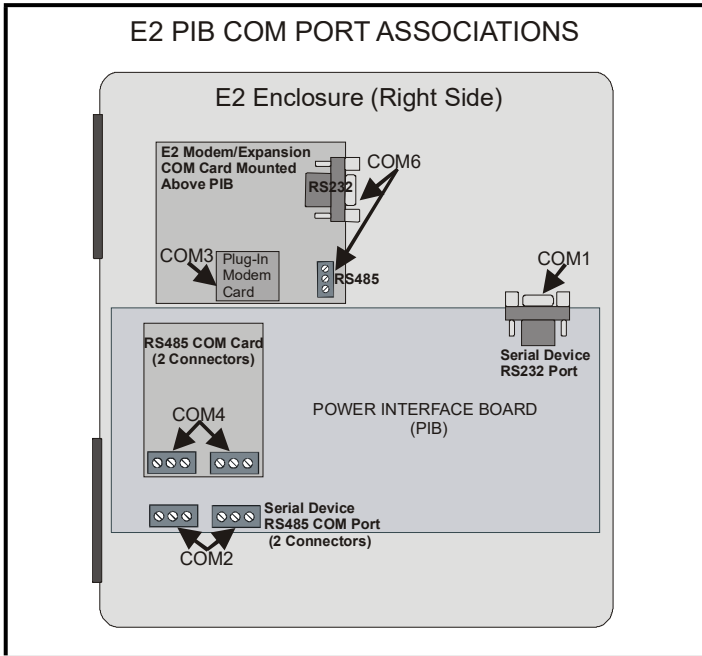 E2 PIB COM PORT ASSOCIATIONS
E2 Enclosure (Right Side)
E2 Modem/Expansion
COM Card Mounted
Above PIB
RS232
COM6
COM3
Plug-In
Modem
Card
RS485
COM1
Serial Device
RS232 Port
RS485 COM Card
(2 Connectors)
COM4
POWER INTERFACE BOARD
(PIB)
Serial Device
RS485 COM Port
(2 Connectors)
COM2